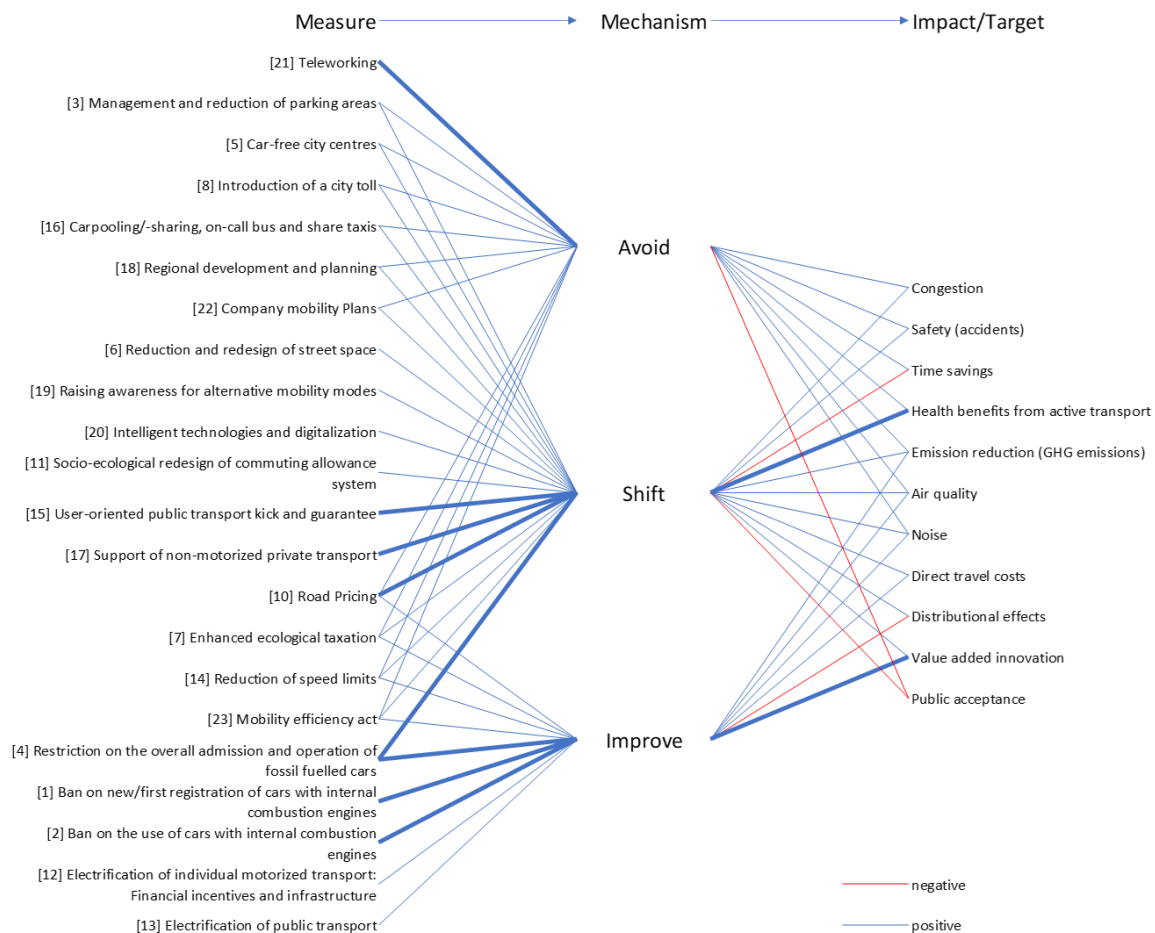 Measure
Mechanism
Impact/Target
[21] Teleworking
[3] Management and reduction of parking areas
[5] Car-free city centres
[8] Introduction of a city toll
[16] Carpooling/-sharing, on-call bus and share taxis
[18] Regional development and planning
[22] Company mobility Plans
[6] Reduction and redesign of street space
[19] Raising awareness for alternative mobility modes
[20] Intelligent technologies and digitalization
[11] Socio-ecological redesign of commuting allowance
system
[15] User-oriented public transport kick and guarantee
[17] Support of non-motorized private transport
[10] Road Pricing
[7] Enhanced ecological taxation
[14] Reduction of speed limits
[23] Mobility efficiency act
[4] Restriction on the overall admission and operation of
fossil fuelled cars
[1] Ban on new/first registration of cars with internal
combustion engines
[2] Ban on the use of cars with internal combustion
engines
[12] Electrification of individual motorized transport:
Financial incentives and infrastructure
[13] Electrification of public transport
Avoid
Shift
Improve
Congestion
Safety (accidents)
Time savings
Health benefits from active transport
Emission reduction (GHG emissions)
Air quality
Noise
Direct travel costs
Distributional effects
Value added innovation
Public acceptance
negative
positive